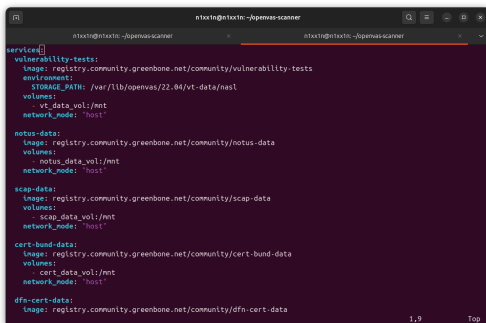 n1xx1n@n1xx1n: ~/openvas-scanner
n1xx1n@n1xx1n: ~/openvas-scanner × n1xx1n@n1xx1n: ~/openvas-scanner ×
services:
  vulnerability-tests:
    image: registry.community.greenbone.net/community/vulnerability-tests
    environment:
      STORAGE_PATH: /var/lib/openvas/22.04/vt-data/nasl
    volumes:
      - vt_data_vol:/mnt
    network_mode: "host"

  notus-data:
    image: registry.community.greenbone.net/community/notus-data
    volumes:
      - notus_data_vol:/mnt
    network_mode: "host"

  scap-data:
    image: registry.community.greenbone.net/community/scap-data
    volumes:
      - scap_data_vol:/mnt
    network_mode: "host"

  cert-bund-data:
    image: registry.community.greenbone.net/community/cert-bund-data
    volumes:
      - cert_data_vol:/mnt
    network_mode: "host"

  dfn-cert-data:
    image: registry.community.greenbone.net/community/dfn-cert-data
1,9 Top